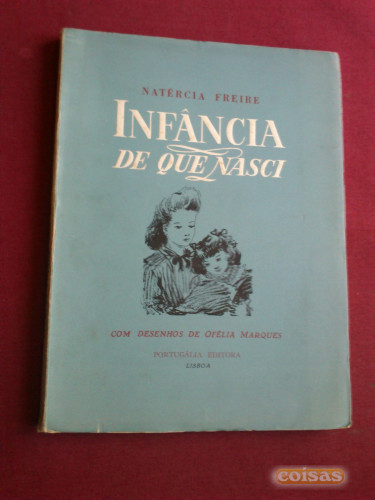 NATÉRCIA FREIRE
INFÂNCIA
DE QUE NASCI
COM DESENHOS DE OFÉLIA MARQUES
PORTUGÁLIA EDITORA
LISBOA
coisas